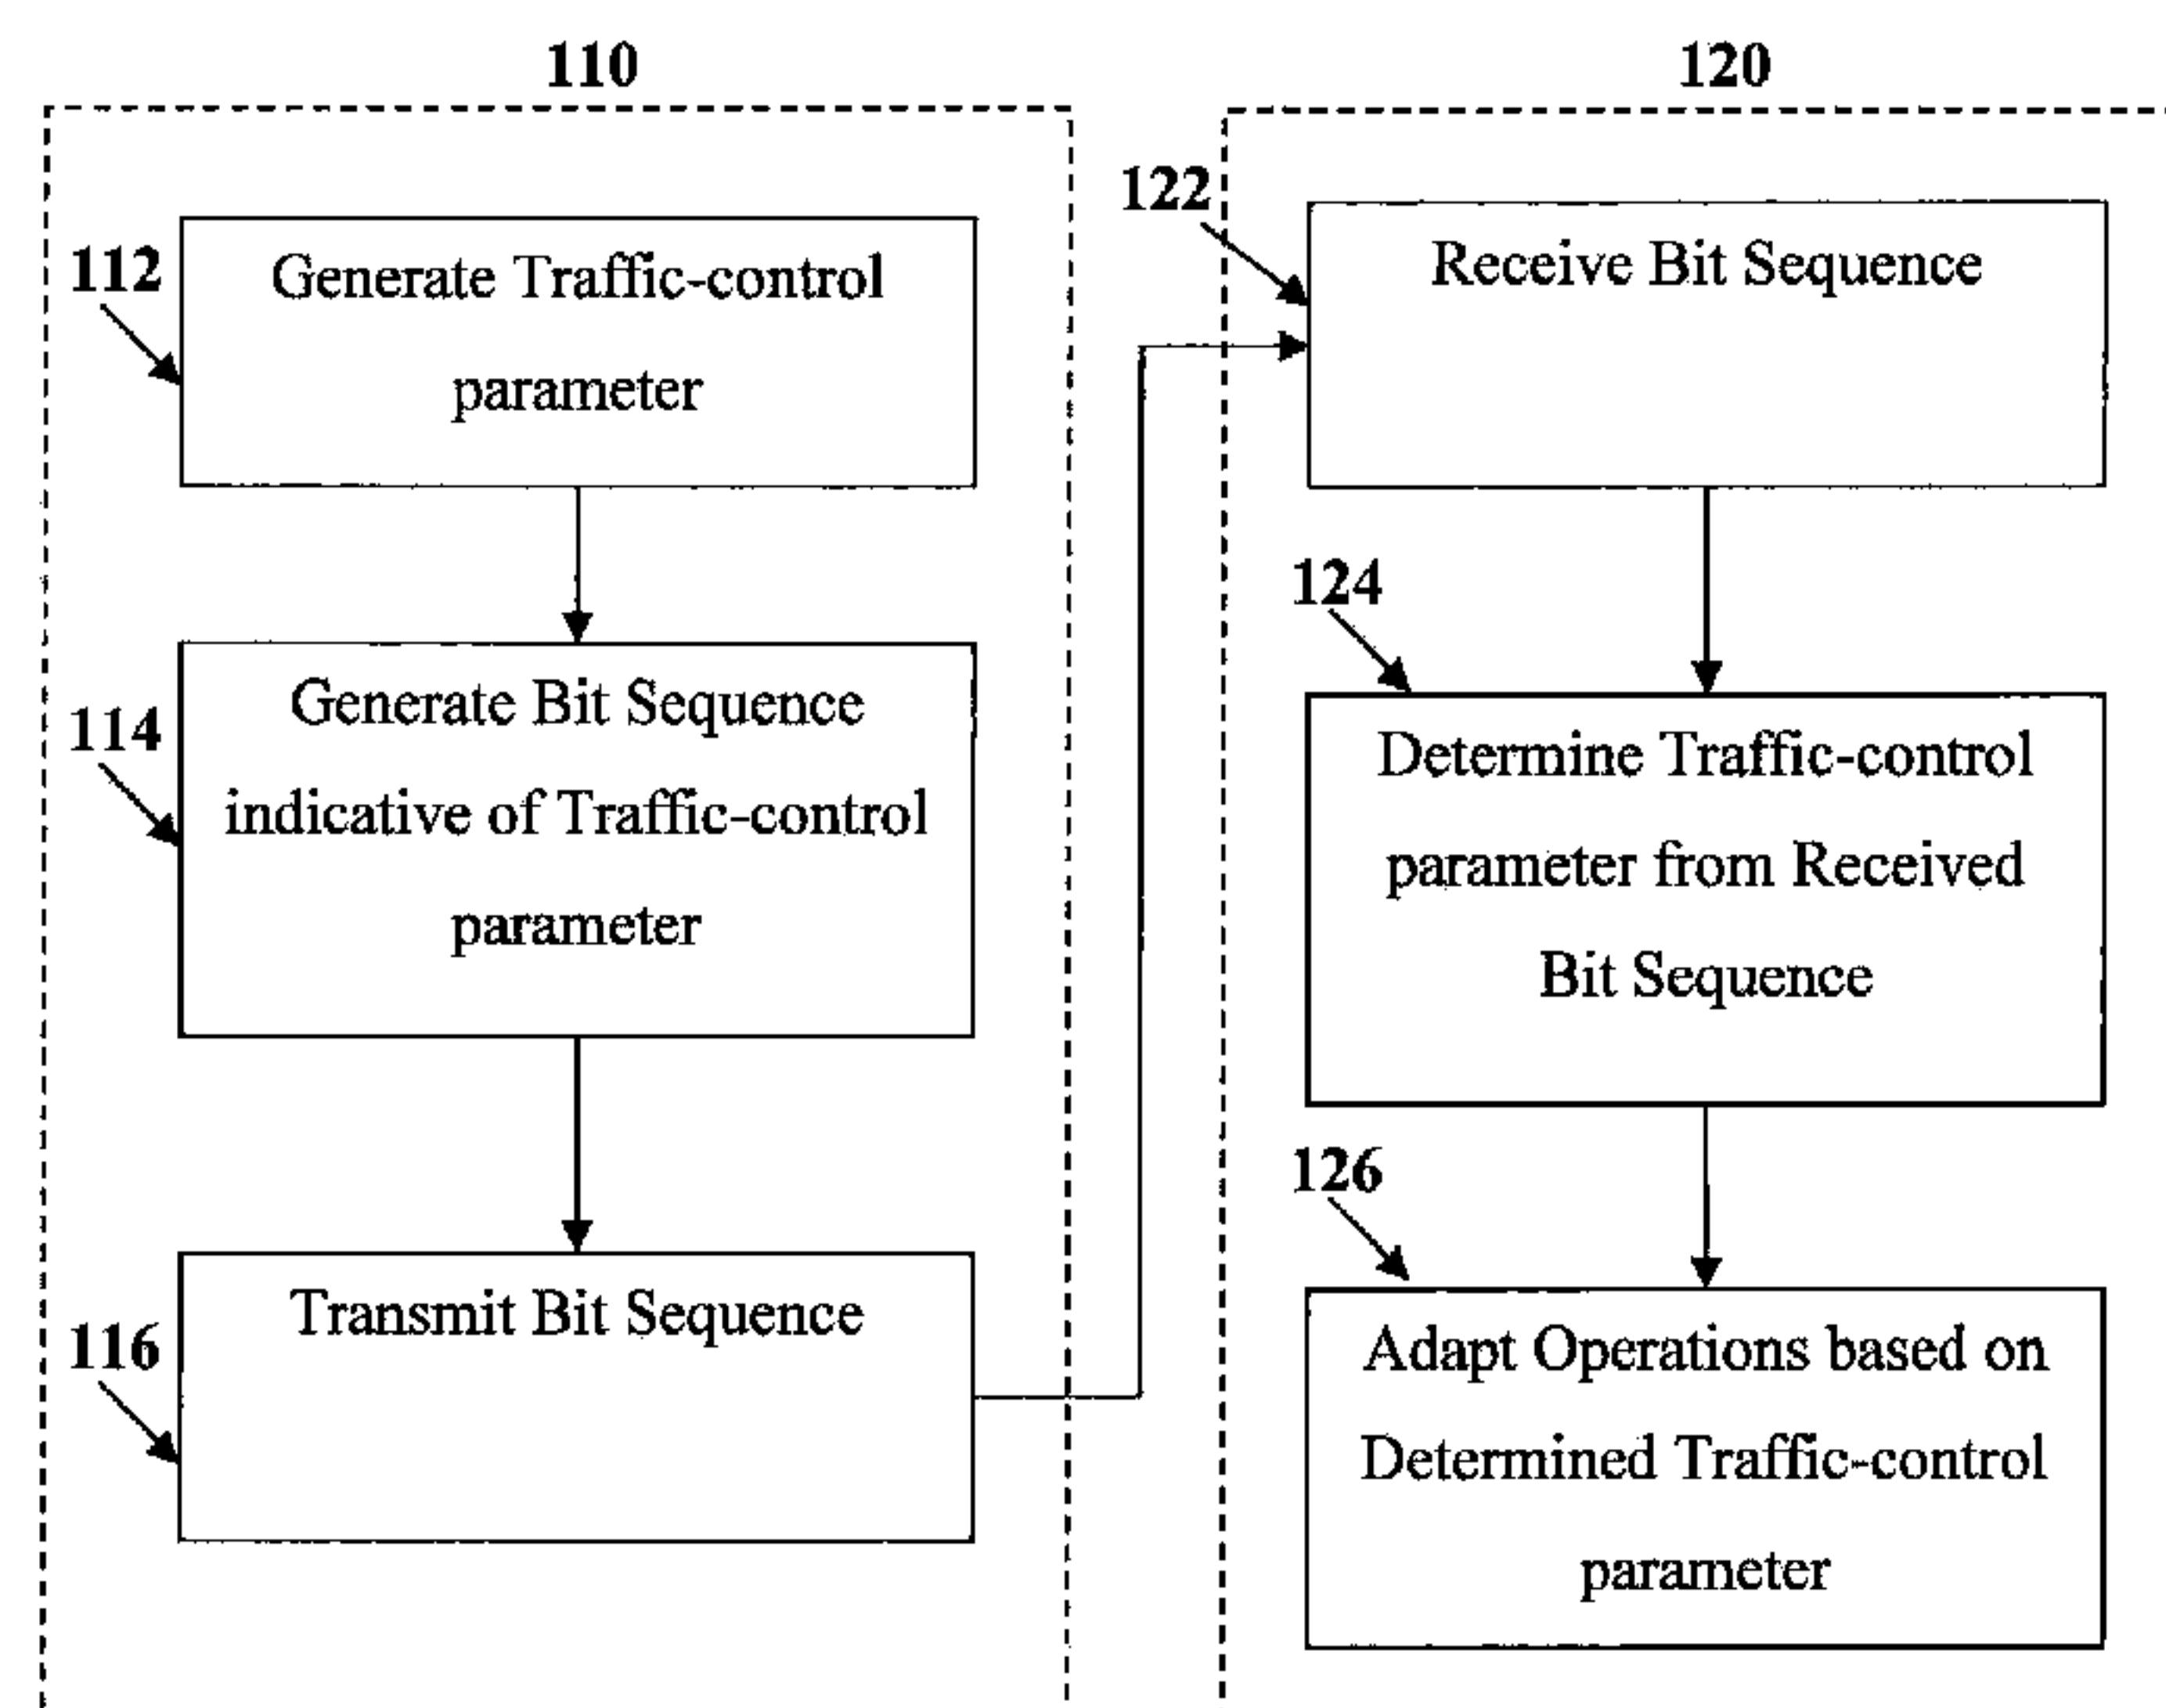 110
112
Generate Traffic-control
parameter
114
Generate Bit Sequence
indicative of Traffic-control
parameter
116
Transmit Bit Sequence
120
122
Receive Bit Sequence
124
Determine Traffic-control
parameter from Received
Bit Sequence
126
Adapt Operations based on
Determined Traffic-control
parameter